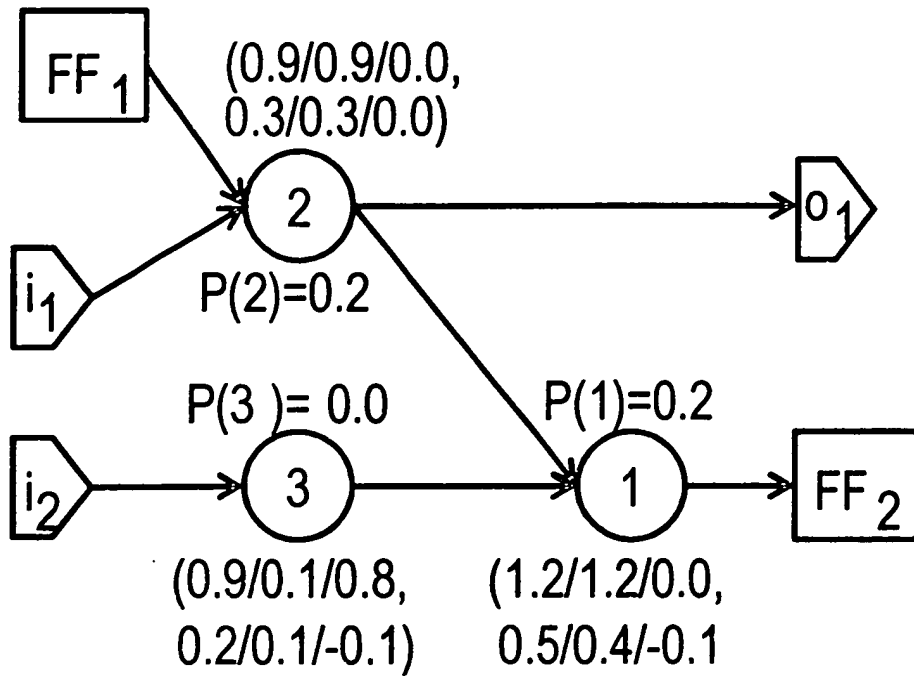 FF1
(0.9/0.9/0.0,
0.3/0.3/0.0)
2
o1
i1
P(2)=0.2
P(3 )= 0.0
P(1)=0.2
i2
3
1
FF2
(0.9/0.1/0.8,
0.2/0.1/-0.1)
(1.2/1.2/0.0,
0.5/0.4/-0.1